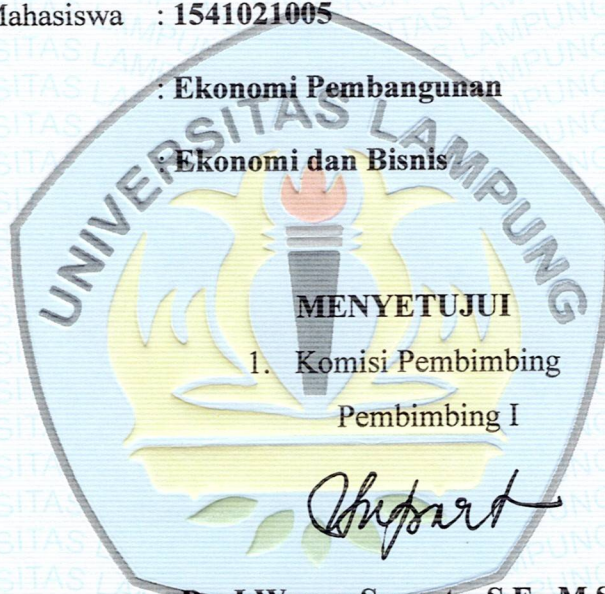 Mahasiswa : 1541021005
: Ekonomi Pembangunan
: Ekonomi dan Bisnis
UNIVERSITAS LAMPUNG
MENYETUJUI
1. Komisi Pembimbing
Pembimbing I